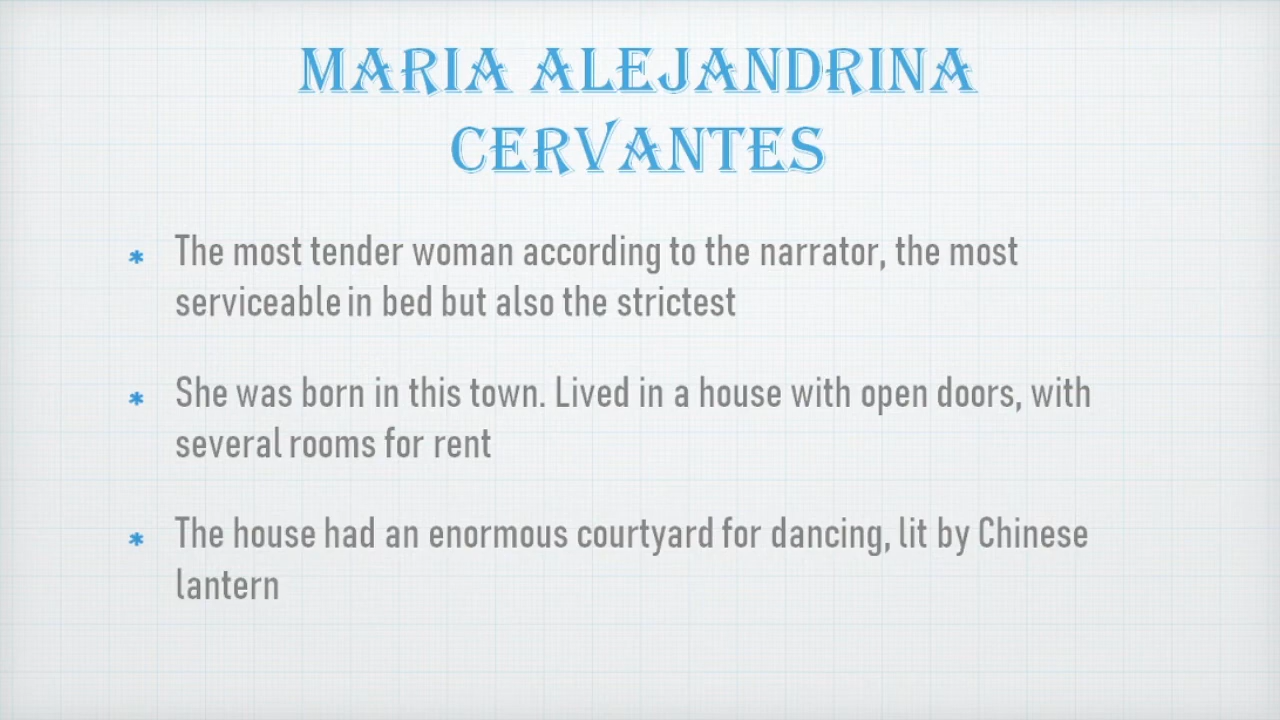 MARIA ALEJANDRINA
CERVANTES
* The most tender woman according to the narrator, the most
serviceable in bed but also the strictest
* She was born in this town. Lived in a house with open doors, with
several rooms for rent
* The house had an enormous courtyard for dancing, lit by Chinese
lantern